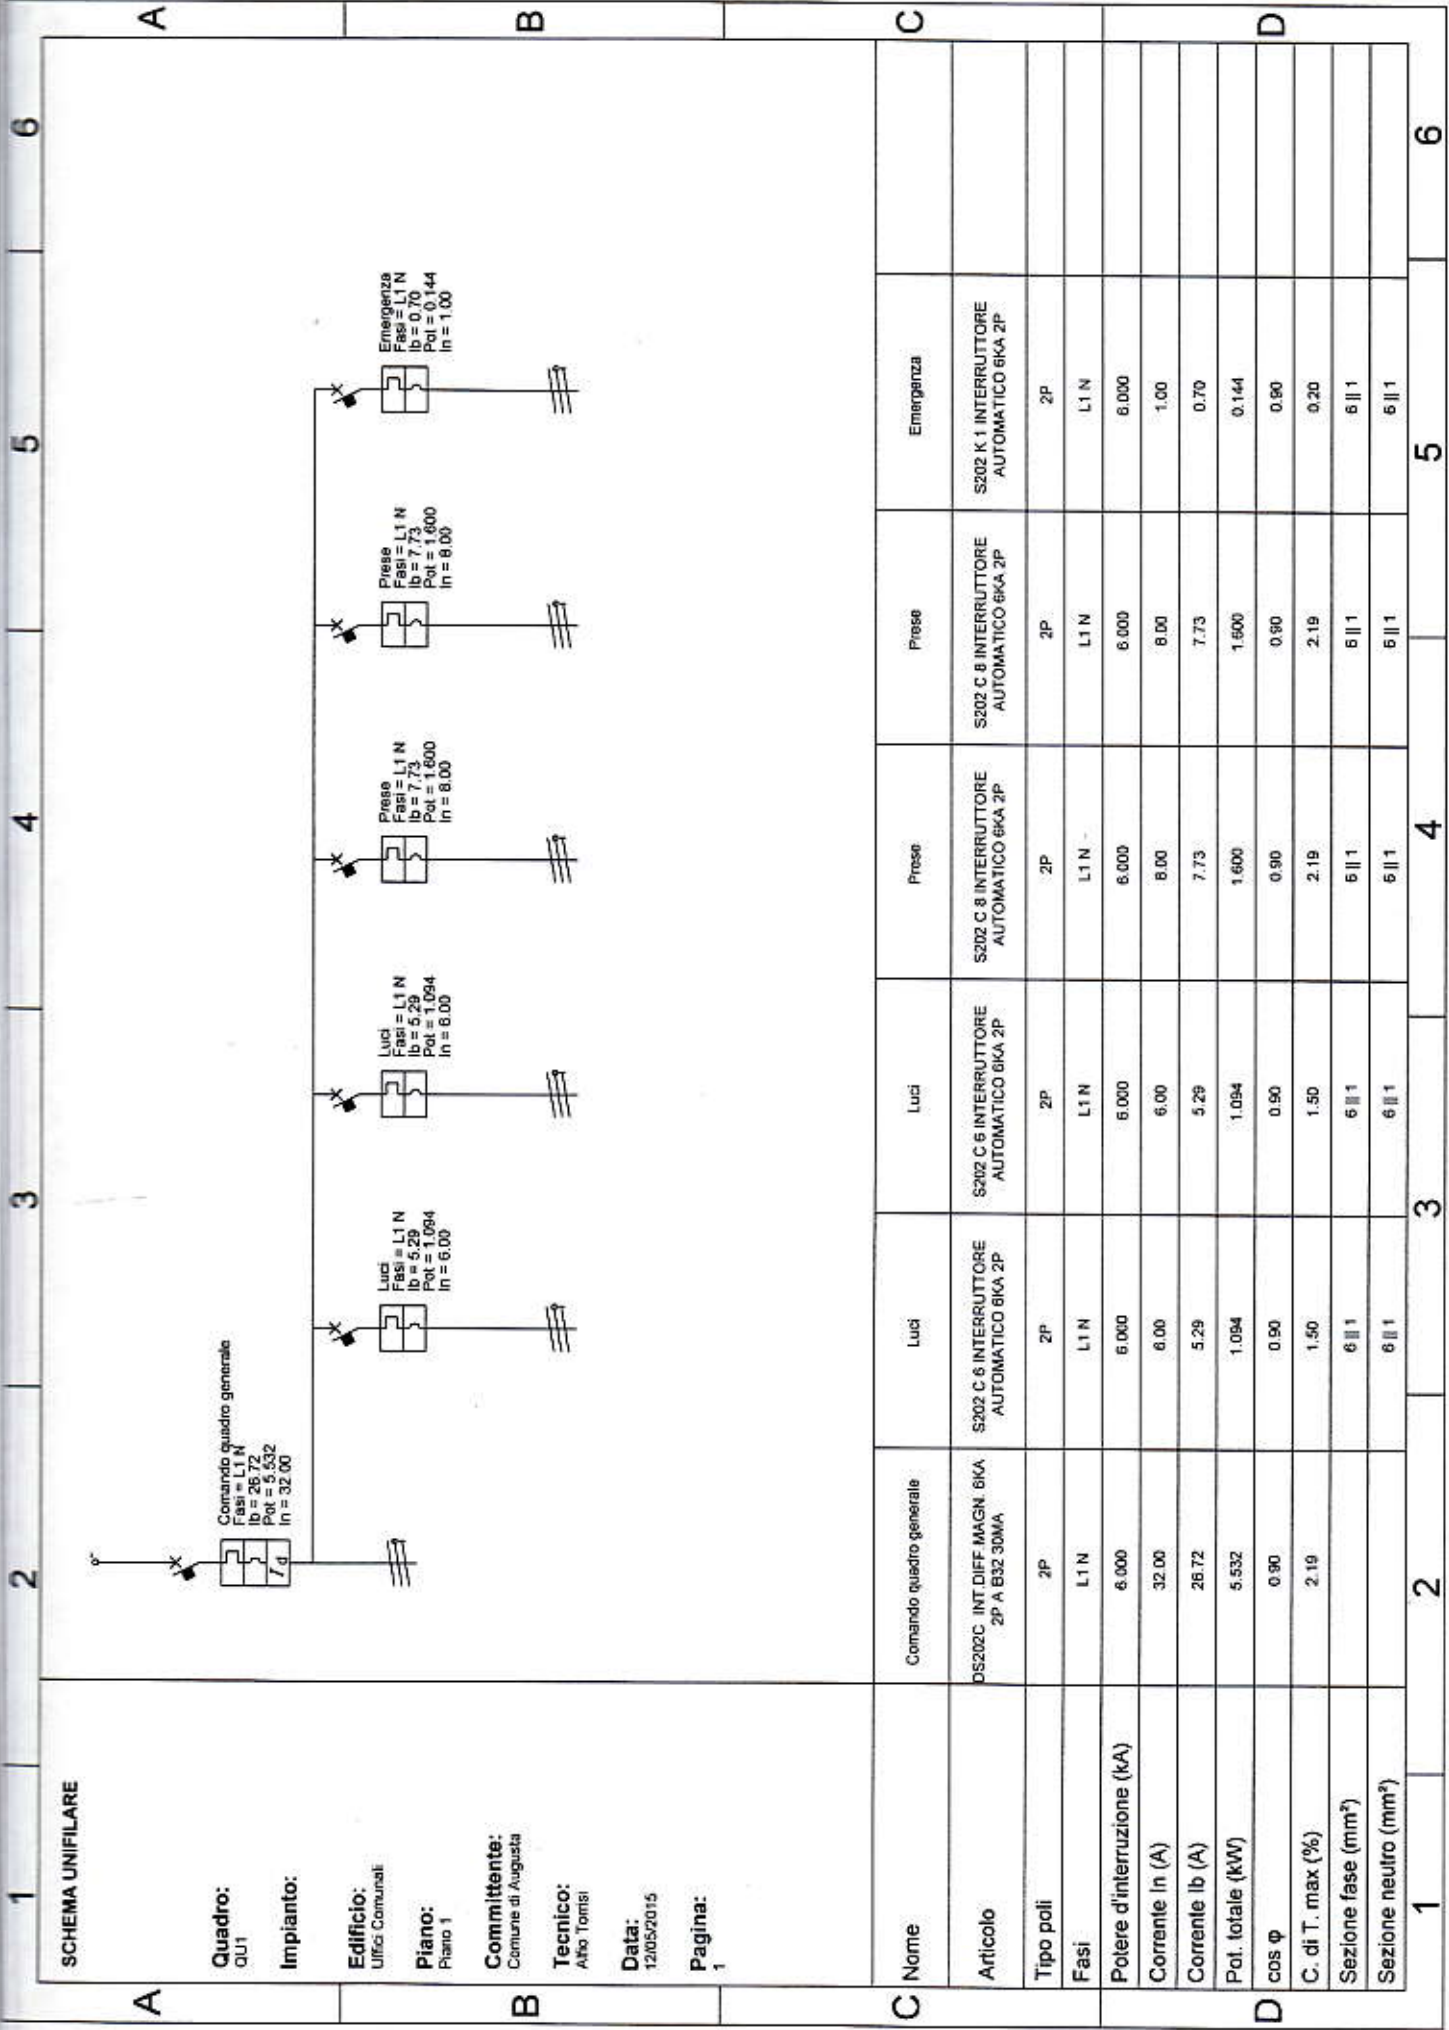 1 2 3 4 5 6
A
B
C
D
SCHEMA UNIFILARE
Quadro:
QU1
Impianto:
Edificio:
Uffici Comunali
Piano:
Piano 1
Committente:
Comune di Augusta
Tecnico:
Alfio Torrisi
Data:
12/05/2015
Pagina:
1
Comando quadro generale
Fasi = L1 N
Ib = 26.72
Pot = 5.532
In = 32.00
Id
Luci
Fasi = L1 N
Ib = 5.29
Pot = 1.094
In = 6.00
Luci
Fasi = L1 N
Ib = 5.29
Pot = 1.094
In = 6.00
Prese
Fasi = L1 N
Ib = 7.73
Pot = 1.600
In = 8.00
Prese
Fasi = L1 N
Ib = 7.73
Pot = 1.600
In = 8.00
Emergenza
Fasi = L1 N
Ib = 0.70
Pot = 0.144
In = 1.00
Nome Comando quadro generale Luci Luci Prese Prese Emergenza
Articolo DS202C INT.DIFF.MAGN. 6KA 2P A B32 30MA S202 C 6 INTERRUTTORE AUTOMATICO 6KA 2P S202 C 6 INTERRUTTORE AUTOMATICO 6KA 2P S202 C 8 INTERRUTTORE AUTOMATICO 6KA 2P S202 C 8 INTERRUTTORE AUTOMATICO 6KA 2P S202 K 1 INTERRUTTORE AUTOMATICO 6KA 2P
Tipo poli 2P 2P 2P 2P 2P 2P
Fasi L1 N L1 N L1 N L1 N L1 N L1 N
Potere d'interruzione (kA) 6.000 6.000 6.000 6.000 6.000 6.000
Corrente In (A) 32.00 6.00 6.00 8.00 8.00 1.00
Corrente Ib (A) 26.72 5.29 5.29 7.73 7.73 0.70
Pot. totale (kW) 5.532 1.094 1.094 1.600 1.600 0.144
cos φ 0.90 0.90 0.90 0.90 0.90 0.90
C. di T. max (%) 2.19 1.50 1.50 2.19 2.19 0.20
Sezione fase (mm²) 6 || 1 6 || 1 6 || 1 6 || 1 6 || 1
Sezione neutro (mm²) 6 || 1 6 || 1 6 || 1 6 || 1 6 || 1
A
B
C
D
1 2 3 4 5 6